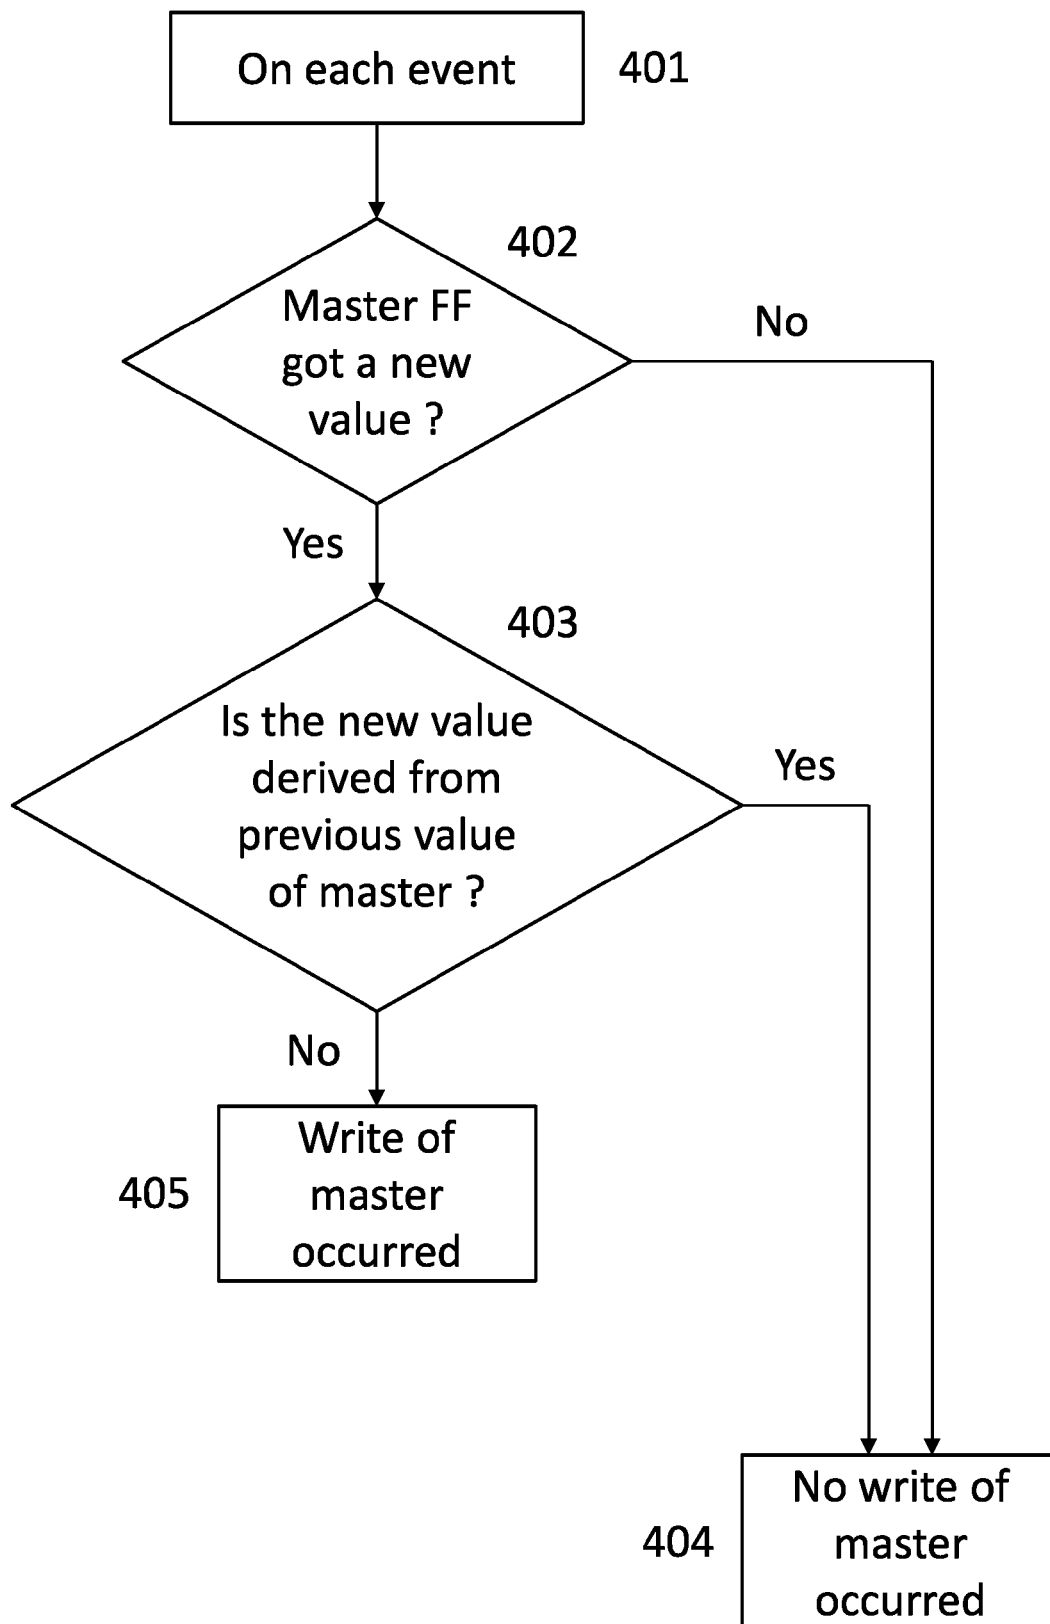 On each event
401
402
Master FF
got a new
value ?
No
Yes
403
Is the new value
derived from
previous value
of master ?
Yes
No
Write of
master
occurred
405
No write of
master
occurred
404